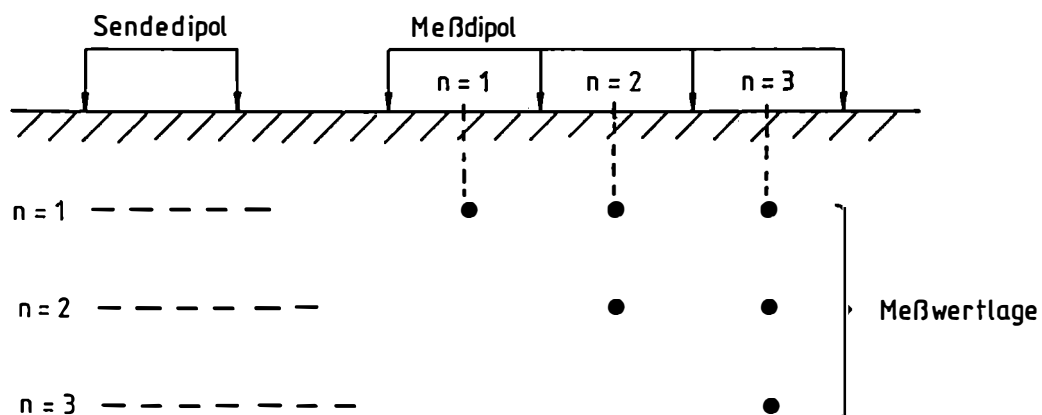 Sendedipol
Meßdipol
n = 1
n = 2
n = 3
n = 1
n = 2
Meßwertlage
n = 3